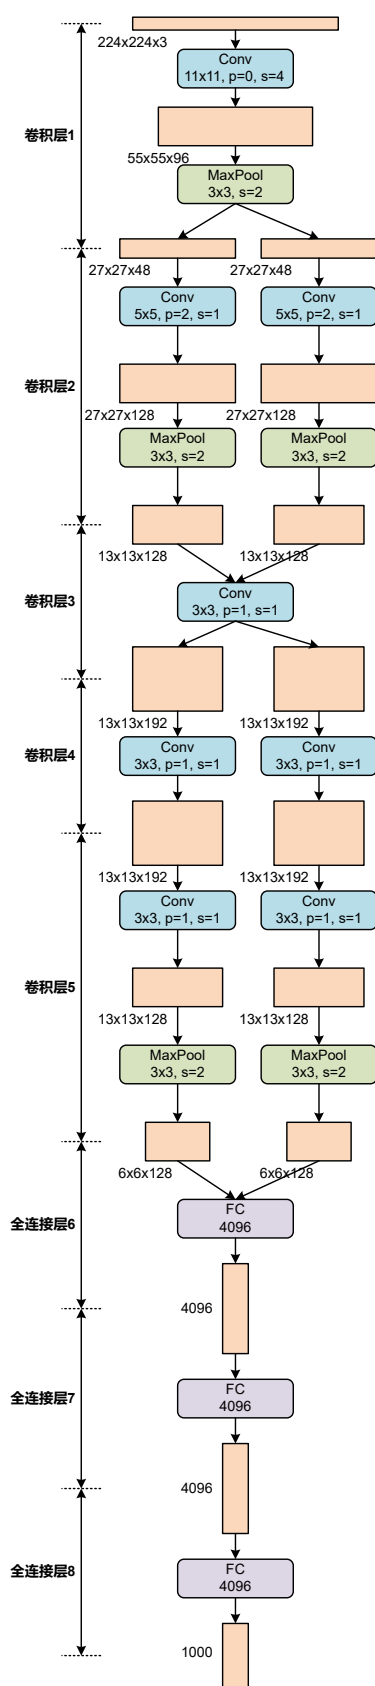 224x224x3
Conv
11x11, p=0, s=4
卷积层1
55x55x96
MaxPool
3x3, s=2
27x27x48
27x27x48
Conv
5x5, p=2, s=1
Conv
5x5, p=2, s=1
卷积层2
27x27x128
27x27x128
MaxPool
3x3, s=2
MaxPool
3x3, s=2
13x13x128
13x13x128
卷积层3
Conv
3x3, p=1, s=1
13x13x192
13x13x192
卷积层4
Conv
3x3, p=1, s=1
Conv
3x3, p=1, s=1
13x13x192
13x13x192
Conv
3x3, p=1, s=1
Conv
3x3, p=1, s=1
卷积层5
13x13x128
13x13x128
MaxPool
3x3, s=2
MaxPool
3x3, s=2
6x6x128
6x6x128
全连接层6
FC
4096
4096
全连接层7
FC
4096
4096
全连接层8
FC
4096
1000